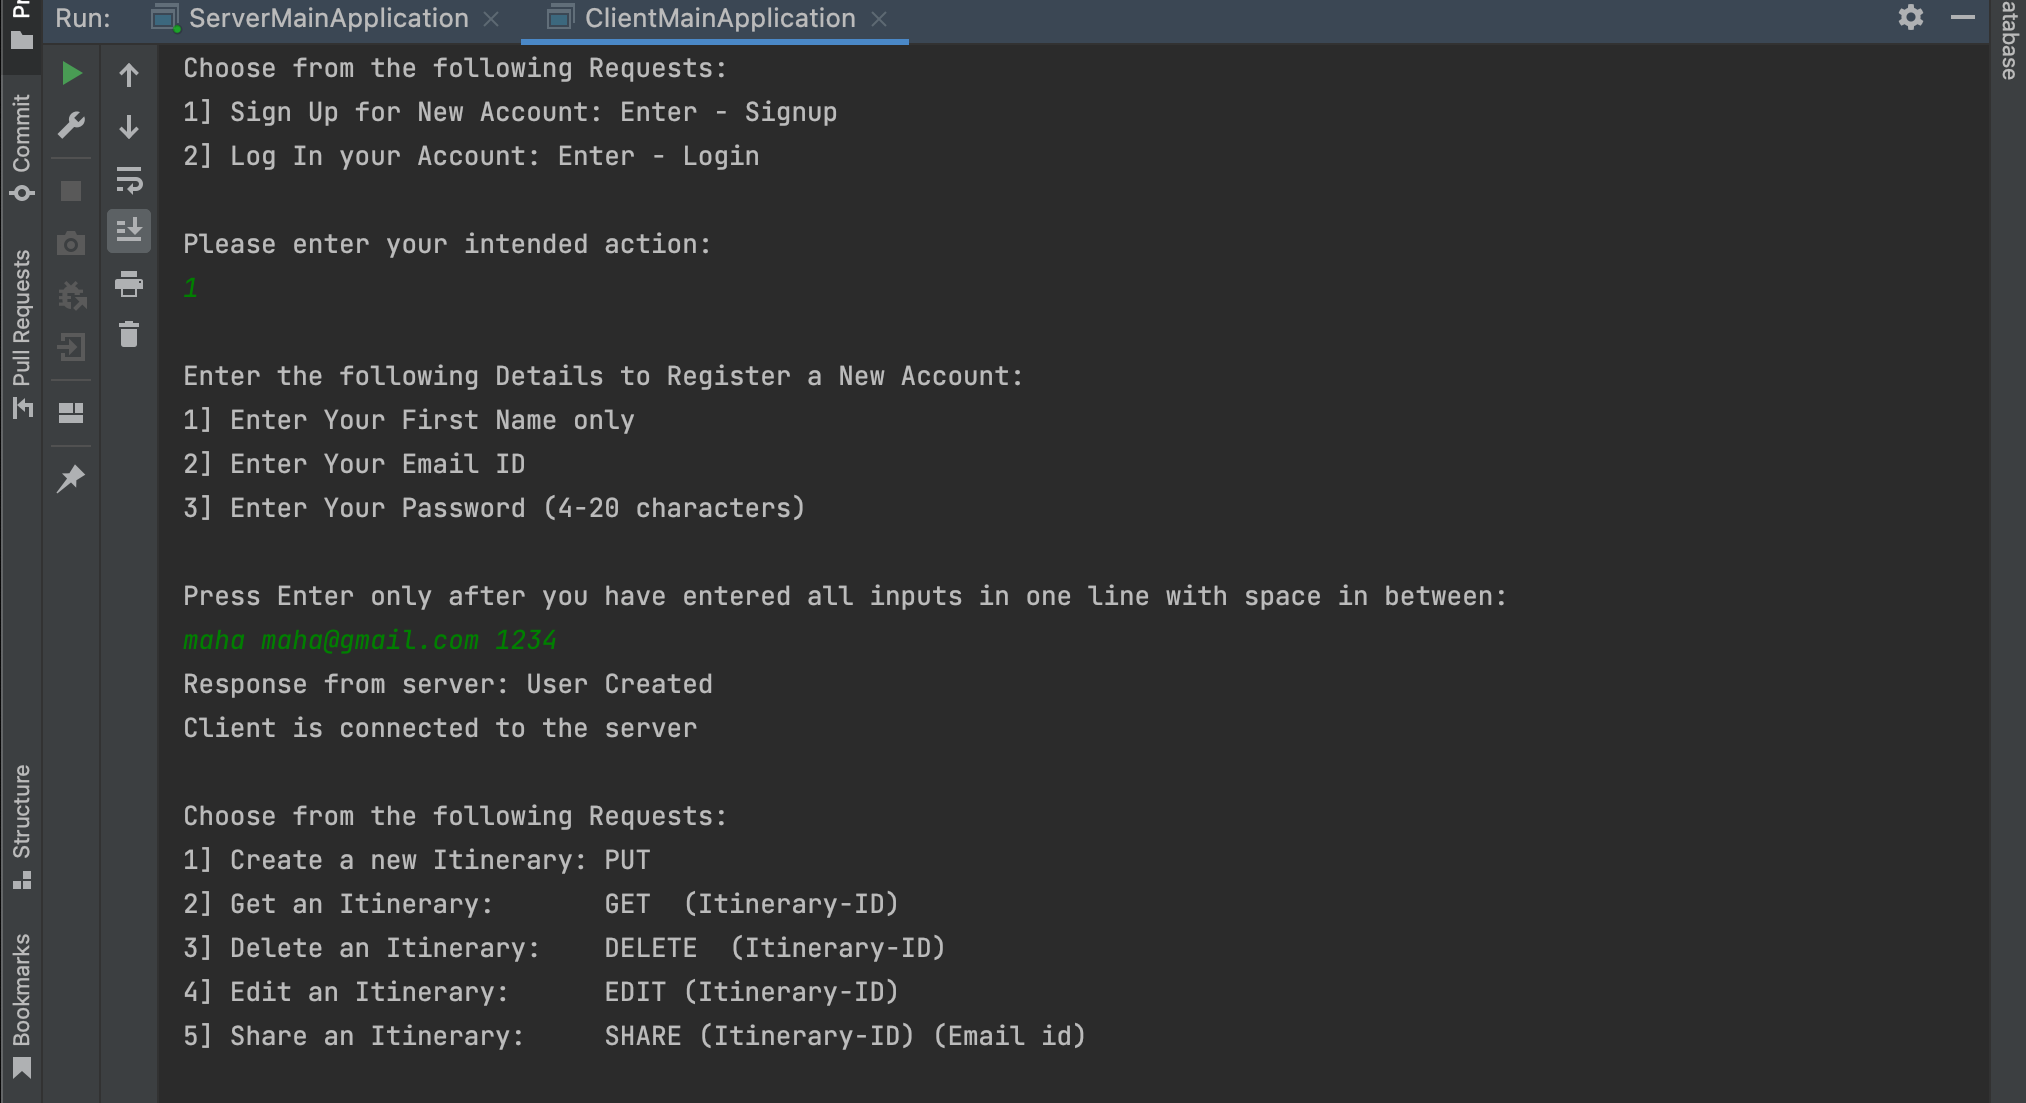 Run: ServerMainApplication ClientMainApplication
Choose from the following Requests:
1] Sign Up for New Account: Enter - Signup
2] Log In your Account: Enter - Login
Please enter your intended action:
1
Enter the following Details to Register a New Account:
1] Enter Your First Name only
2] Enter Your Email ID
3] Enter Your Password (4-20 characters)
Press Enter only after you have entered all inputs in one line with space in between:
maha maha@gmail.com 1234
Response from server: User Created
Client is connected to the server
Choose from the following Requests:
1] Create a new Itinerary: PUT
2] Get an Itinerary:       GET  (Itinerary-ID)
3] Delete an Itinerary:    DELETE  (Itinerary-ID)
4] Edit an Itinerary:      EDIT (Itinerary-ID)
5] Share an Itinerary:     SHARE (Itinerary-ID) (Email id)
Pr
Commit
Pull Requests
Structure
Bookmarks
atabase